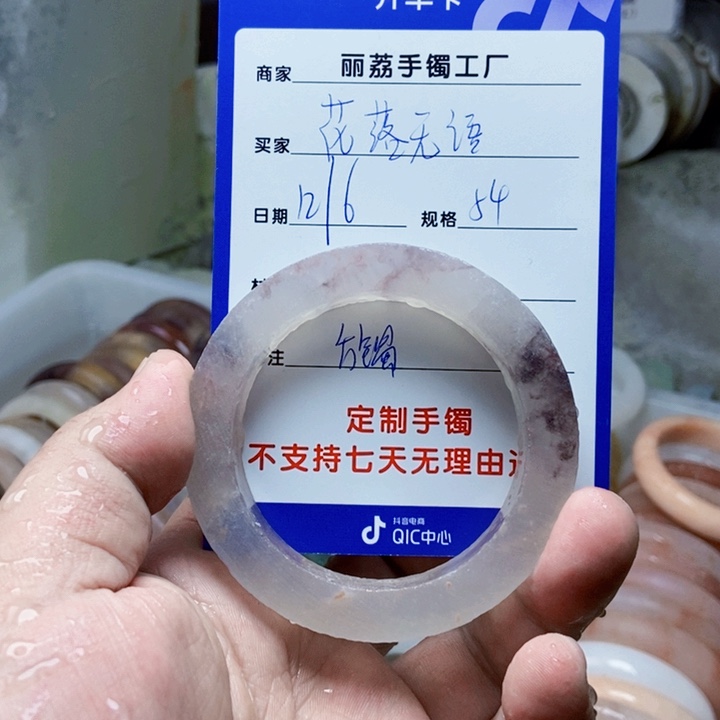 商家 丽荔手镯工厂
买家 花落无语
日期 12/6 规格 54
注 方镯
定制手镯
不支持七天无理由
抖音电商
QIC中心